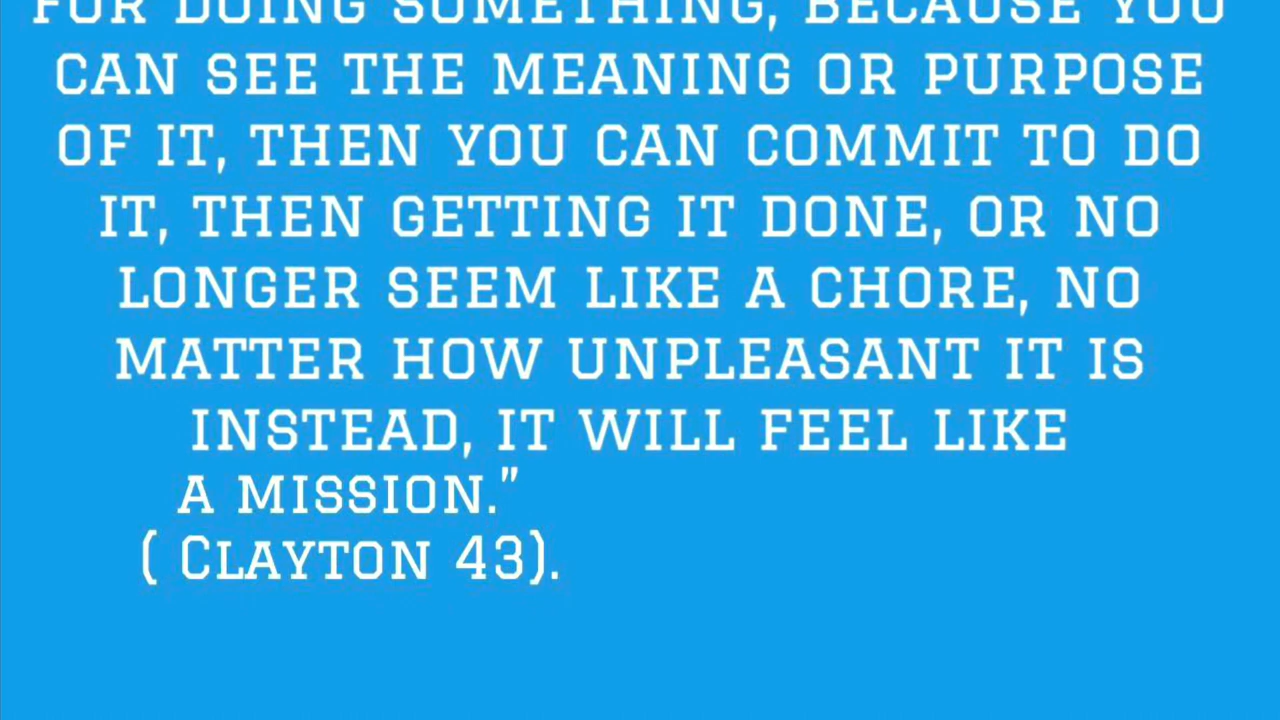 FOR DOING SOMETHING, BECAUSE YOU
CAN SEE THE MEANING OR PURPOSE
OF IT, THEN YOU CAN COMMIT TO DO
IT, THEN GETTING IT DONE, OR NO
LONGER SEEM LIKE A CHORE, NO
MATTER HOW UNPLEASANT IT IS
INSTEAD, IT WILL FEEL LIKE
A MISSION.”
( CLAYTON 43).